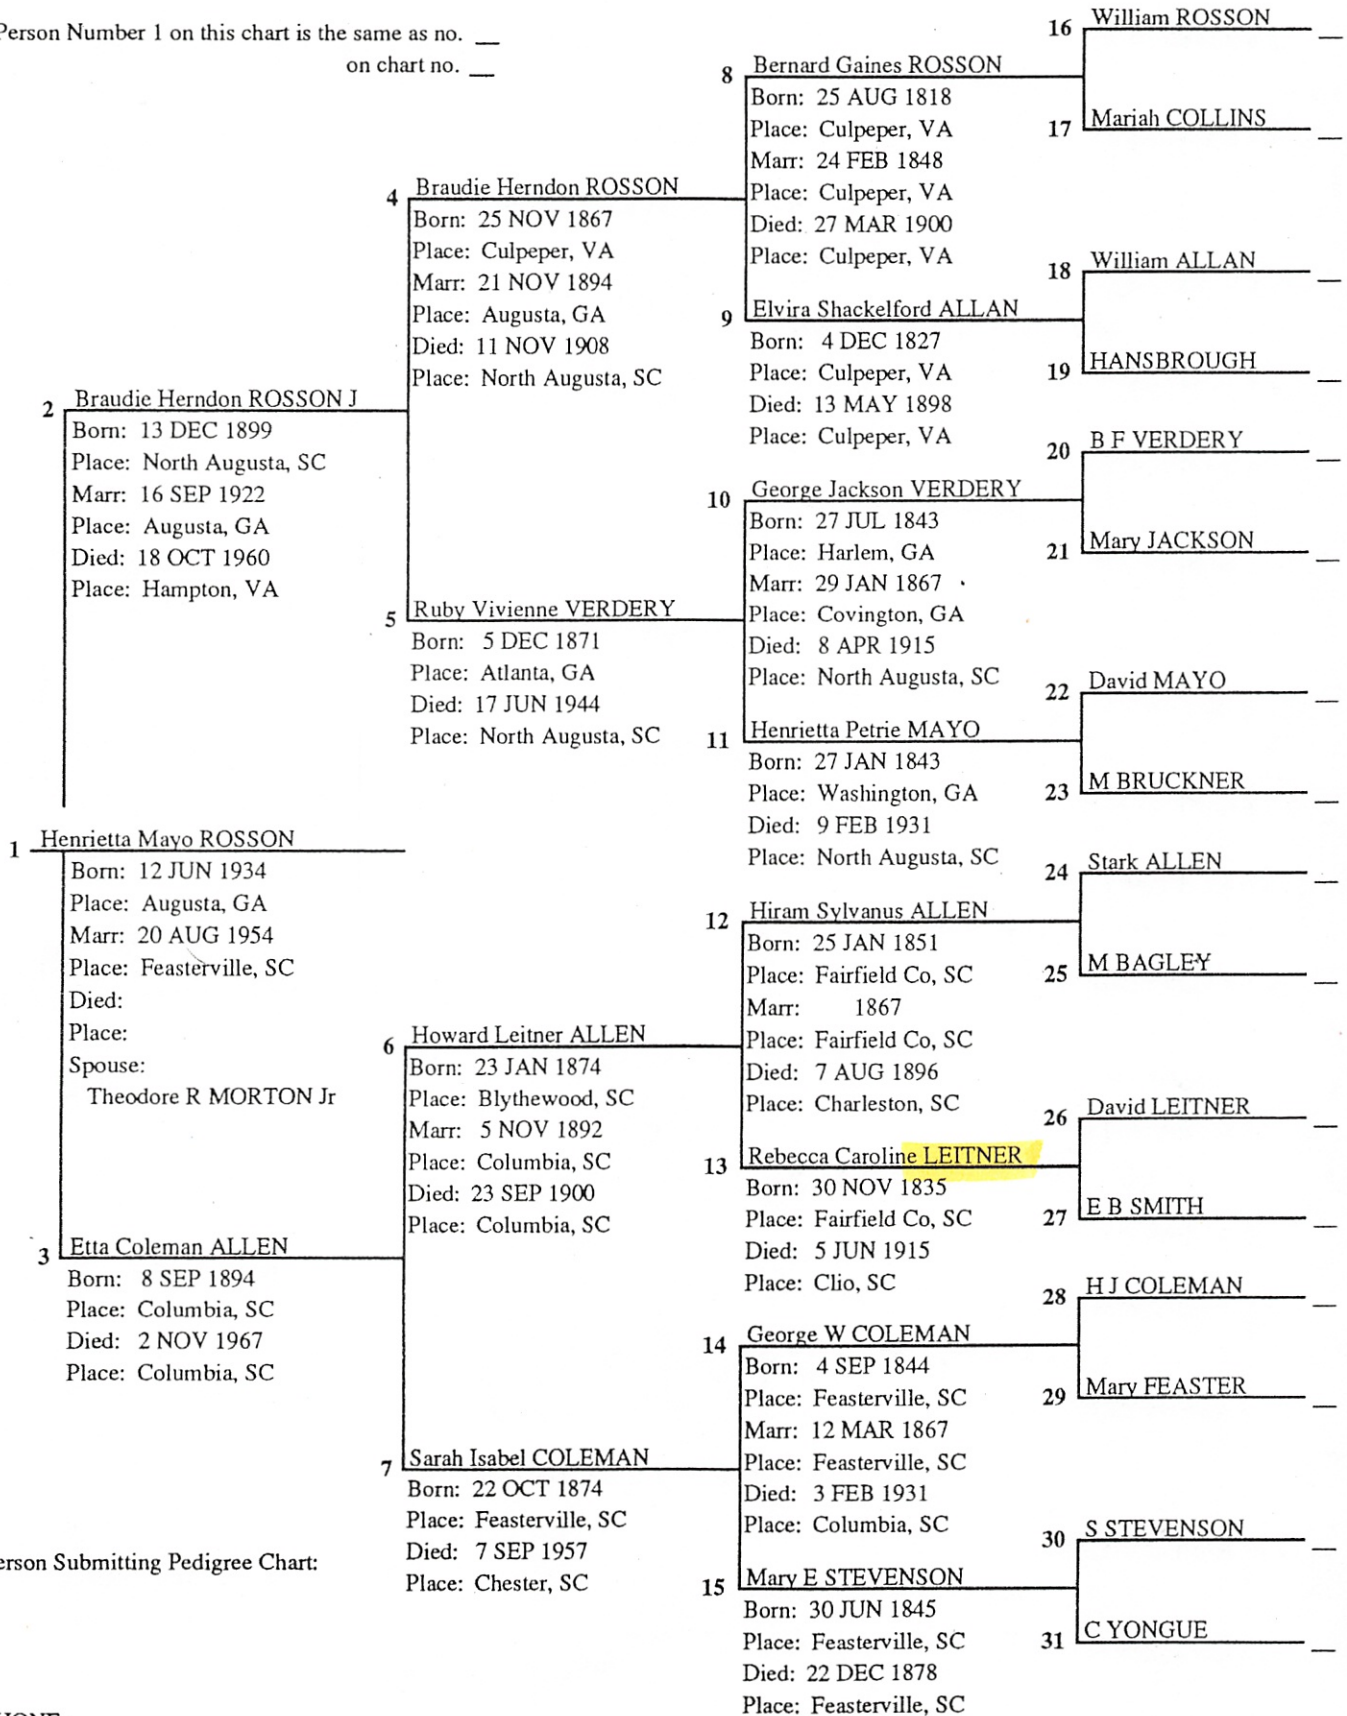 Person Number 1 on this chart is the same as no. __
on chart no. __
16 William ROSSON __
8 Bernard Gaines ROSSON
Born: 25 AUG 1818
Place: Culpeper, VA
Marr: 24 FEB 1848
Place: Culpeper, VA
Died: 27 MAR 1900
Place: Culpeper, VA
17 Mariah COLLINS __
4 Braudie Herndon ROSSON
Born: 25 NOV 1867
Place: Culpeper, VA
Marr: 21 NOV 1894
Place: Augusta, GA
Died: 11 NOV 1908
Place: North Augusta, SC
18 William ALLAN __
9 Elvira Shackelford ALLAN
Born: 4 DEC 1827
Place: Culpeper, VA
Died: 13 MAY 1898
Place: Culpeper, VA
19 HANSBROUGH __
2 Braudie Herndon ROSSON J
Born: 13 DEC 1899
Place: North Augusta, SC
Marr: 16 SEP 1922
Place: Augusta, GA
Died: 18 OCT 1960
Place: Hampton, VA
20 B F VERDERY __
10 George Jackson VERDERY
Born: 27 JUL 1843
Place: Harlem, GA
Marr: 29 JAN 1867
Place: Covington, GA
Died: 8 APR 1915
Place: North Augusta, SC
21 Mary JACKSON __
5 Ruby Vivienne VERDERY
Born: 5 DEC 1871
Place: Atlanta, GA
Died: 17 JUN 1944
Place: North Augusta, SC
22 David MAYO __
11 Henrietta Petrie MAYO
Born: 27 JAN 1843
Place: Washington, GA
Died: 9 FEB 1931
Place: North Augusta, SC
23 M BRUCKNER __
1 Henrietta Mayo ROSSON
Born: 12 JUN 1934
Place: Augusta, GA
Marr: 20 AUG 1954
Place: Feasterville, SC
Died:
Place:
Spouse:
Theodore R MORTON Jr
24 Stark ALLEN __
12 Hiram Sylvanus ALLEN
Born: 25 JAN 1851
Place: Fairfield Co, SC
Marr: 1867
Place: Fairfield Co, SC
Died: 7 AUG 1896
Place: Charleston, SC
25 M BAGLEY __
6 Howard Leitner ALLEN
Born: 23 JAN 1874
Place: Blythewood, SC
Marr: 5 NOV 1892
Place: Columbia, SC
Died: 23 SEP 1900
Place: Columbia, SC
26 David LEITNER __
13 Rebecca Caroline LEITNER
Born: 30 NOV 1835
Place: Fairfield Co, SC
Died: 5 JUN 1915
Place: Clio, SC
27 E B SMITH __
3 Etta Coleman ALLEN
Born: 8 SEP 1894
Place: Columbia, SC
Died: 2 NOV 1967
Place: Columbia, SC
28 H J COLEMAN __
14 George W COLEMAN
Born: 4 SEP 1844
Place: Feasterville, SC
Marr: 12 MAR 1867
Place: Feasterville, SC
Died: 3 FEB 1931
Place: Columbia, SC
29 Mary FEASTER __
7 Sarah Isabel COLEMAN
Born: 22 OCT 1874
Place: Feasterville, SC
Died: 7 SEP 1957
Place: Chester, SC
30 S STEVENSON __
15 Mary E STEVENSON
Born: 30 JUN 1845
Place: Feasterville, SC
Died: 22 DEC 1878
Place: Feasterville, SC
31 C YONGUE __
erson Submitting Pedigree Chart: